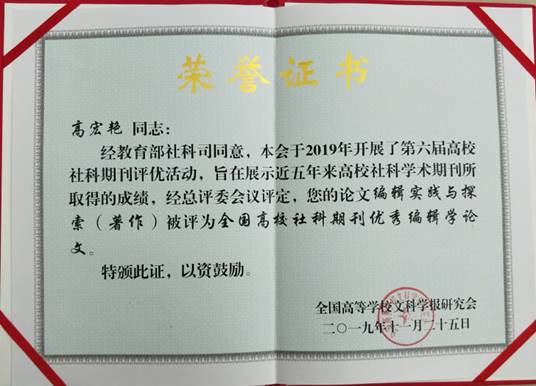 荣誉证书
高宏艳 同志：
经教育部社科司同意，本会于2019年开展了第六届高校
社科期刊评优活动，旨在展示近五年来高校社科学术期刊所
取得的成绩，经总评委会议评定，您的论文编辑实践与探
索（著作）被评为全国高校社科期刊优秀编辑学论
文。
特颁此证，以资鼓励。
全国高等学校文科学报研究会
二〇一九年十一月二十五日